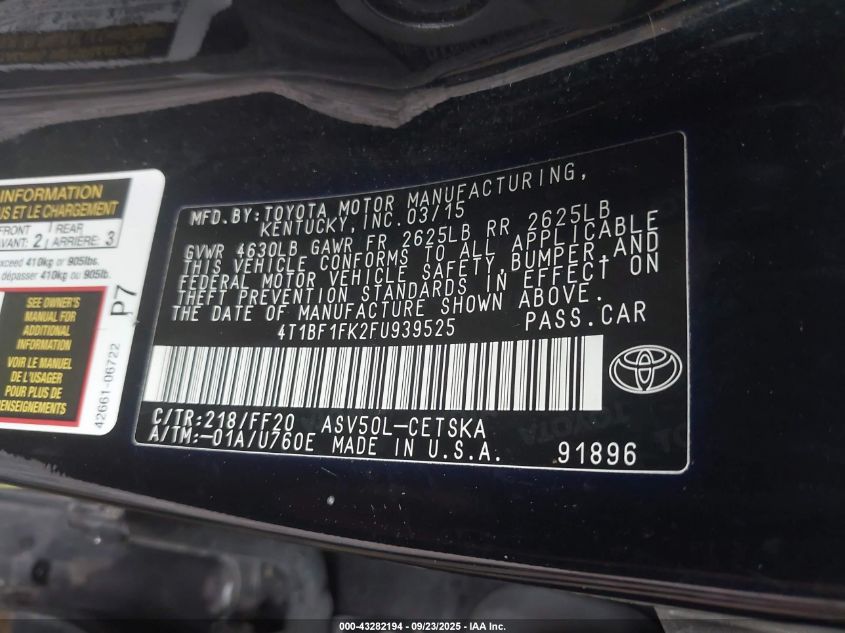 INFORMATION
US ET LE CHARGEMENT
FRONT
AVANT: 2
REAR
ARRIÈRE: 3
xceed 410kg or 905lbs.
dépasser 410kg ou 905lb.
SEE OWNER'S
MANUAL FOR
ADDITIONAL
INFORMATION
VOIR LE MANUEL
DE L'USAGER
POUR PLUS DE
RENSEIGNEMENTS
P7
42661-06722
MFD. BY: TOYOTA MOTOR MANUFACTURING,
KENTUCKY, INC. 03/15
GVWR 4630LB GAWR FR 2625LB RR 2625LB
THIS VEHICLE CONFORMS TO ALL APPLICABLE
FEDERAL MOTOR VEHICLE SAFETY, BUMPER, AND
THEFT PREVENTION STANDARDS IN EFFECT ON
THE DATE OF MANUFACTURE SHOWN ABOVE.
4T1BF1FK2FU939525 PASS. CAR
C/TR: 218/FF20 ASV50L-CETSKA
A/TM:-01A/U760E MADE IN U.S.A. 91896
000-43282194 - 09/23/2025 - IAA Inc.